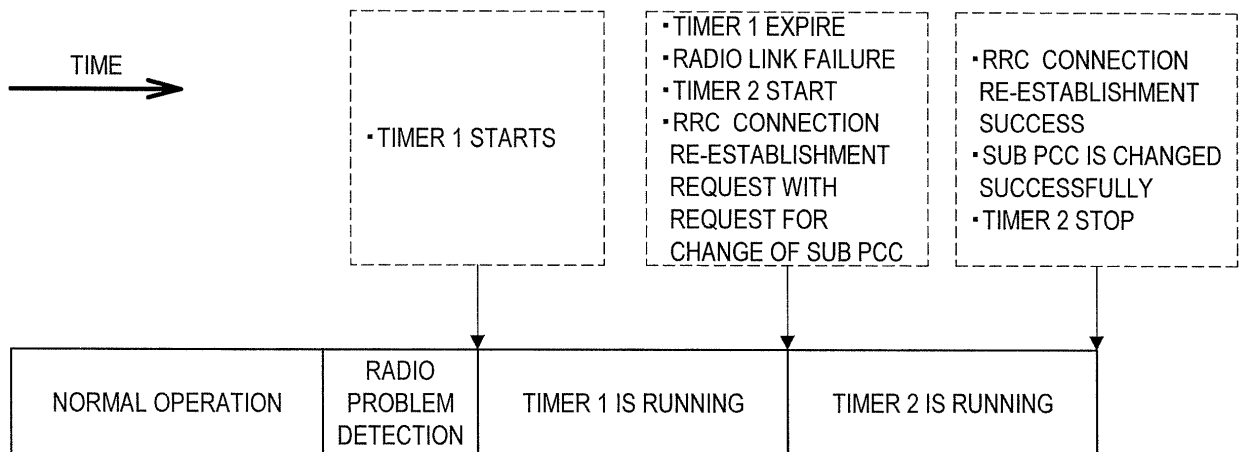 TIME
・TIMER 1 STARTS
・TIMER 1 EXPIRE
・RADIO LINK FAILURE
・TIMER 2 START
・RRC CONNECTION
RE-ESTABLISHMENT
REQUEST WITH
REQUEST FOR
CHANGE OF SUB PCC
・RRC CONNECTION
RE-ESTABLISHMENT
SUCCESS
・SUB PCC IS CHANGED
SUCCESSFULLY
・TIMER 2 STOP
NORMAL OPERATION
RADIO
PROBLEM
DETECTION
TIMER 1 IS RUNNING
TIMER 2 IS RUNNING